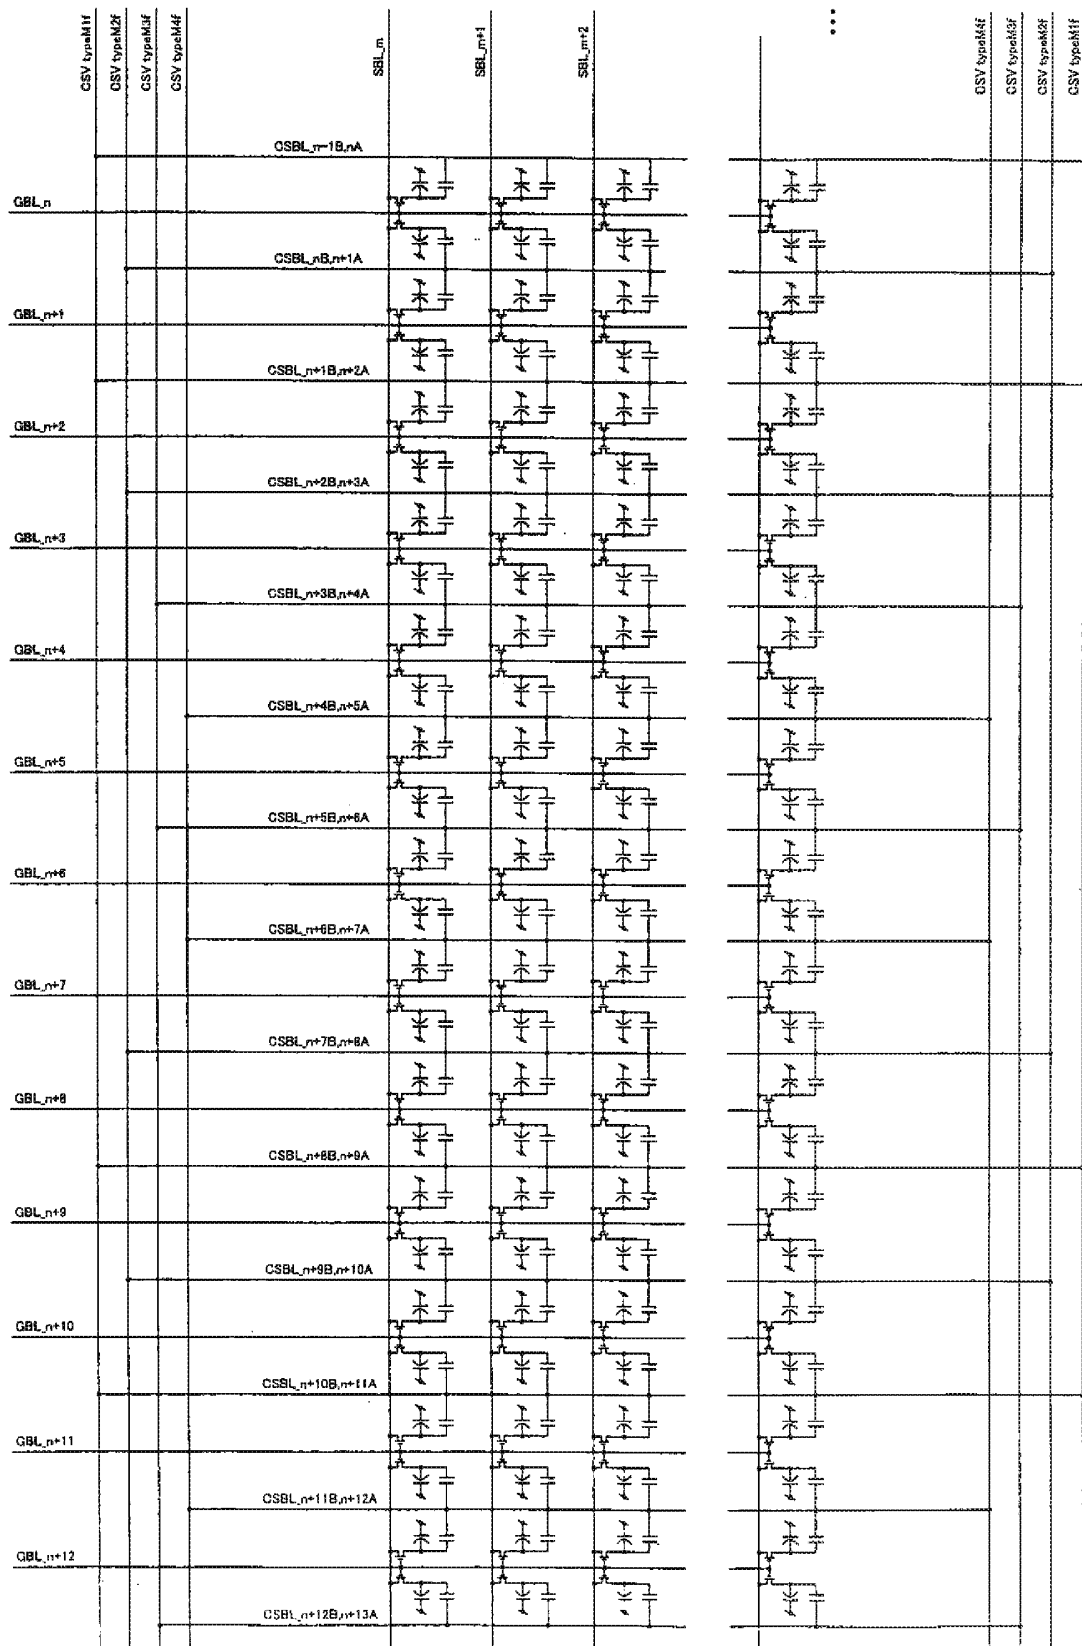 CSV typeM1f
CSV typeM2f
CSV typeM3f
CSV typeM4f
SBL_m
SBL_m+1
SBL_m+2
...
CSV typeM4f
CSV typeM3f
CSV typeM2f
CSV typeM1f
CSBL_n-1B,nA
GBL_n
CSBL_nB,n+1A
GBL_n+1
CSBL_n+1B,n+2A
GBL_n+2
CSBL_n+2B,n+3A
GBL_n+3
CSBL_n+3B,n+4A
GBL_n+4
CSBL_n+4B,n+5A
GBL_n+5
CSBL_n+5B,n+6A
GBL_n+6
CSBL_n+6B,n+7A
GBL_n+7
CSBL_n+7B,n+8A
GBL_n+8
CSBL_n+8B,n+9A
GBL_n+9
CSBL_n+9B,n+10A
GBL_n+10
CSBL_n+10B,n+11A
GBL_n+11
CSBL_n+11B,n+12A
GBL_n+12
CSBL_n+12B,n+13A